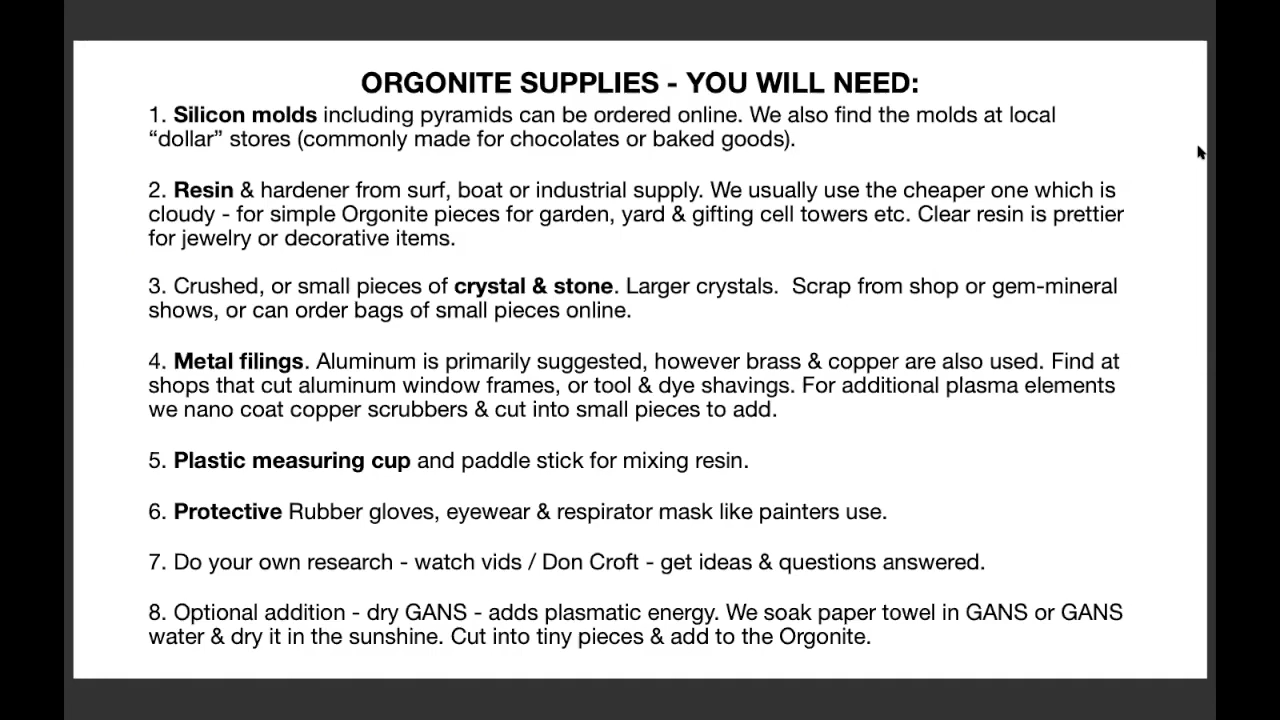 ORGONITE SUPPLIES - YOU WILL NEED:
1. Silicon molds including pyramids can be ordered online. We also find the molds at local
“dollar” stores (commonly made for chocolates or baked goods).
2. Resin & hardener from surf, boat or industrial supply. We usually use the cheaper one which is
cloudy - for simple Orgonite pieces for garden, yard & gifting cell towers etc. Clear resin is prettier
for jewelry or decorative items.
3. Crushed, or small pieces of crystal & stone. Larger crystals.  Scrap from shop or gem-mineral
shows, or can order bags of small pieces online.
4. Metal filings. Aluminum is primarily suggested, however brass & copper are also used. Find at
shops that cut aluminum window frames, or tool & dye shavings. For additional plasma elements
we nano coat copper scrubbers & cut into small pieces to add.
5. Plastic measuring cup and paddle stick for mixing resin.
6. Protective Rubber gloves, eyewear & respirator mask like painters use.
7. Do your own research - watch vids / Don Croft - get ideas & questions answered.
8. Optional addition - dry GANS - adds plasmatic energy. We soak paper towel in GANS or GANS
water & dry it in the sunshine. Cut into tiny pieces & add to the Orgonite.